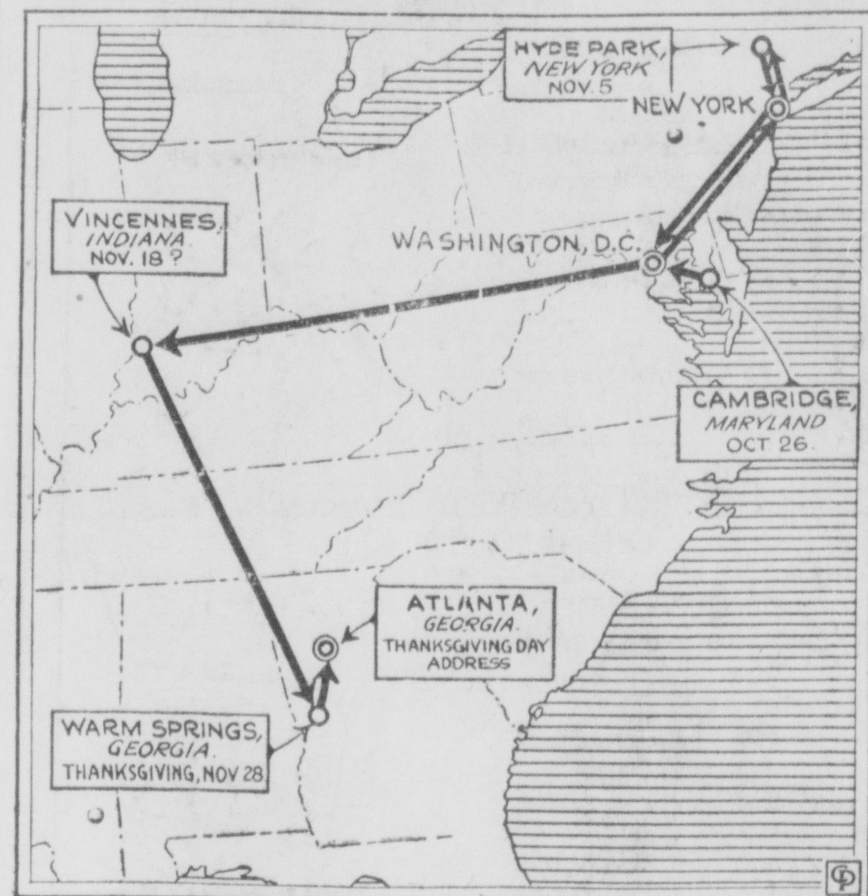 HYDE PARK,
NEW YORK
NOV. 5
NEW YORK
VINCENNES,
INDIANA.
NOV. 18?
WASHINGTON, D.C.
CAMBRIDGE,
MARYLAND
OCT 26.
ATLANTA,
GEORGIA.
THANKSGIVING DAY
ADDRESS
WARM SPRINGS,
GEORGIA.
THANKSGIVING, NOV 28
CP